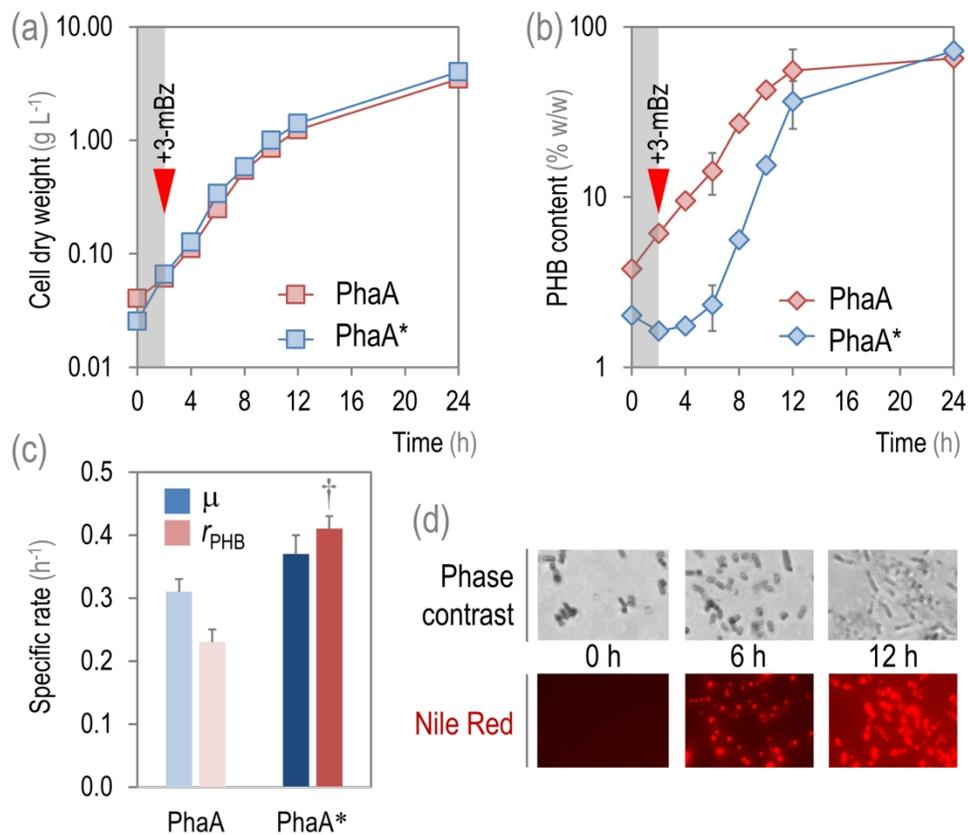 (a)
Cell dry weight (g L-1)
10.00
1.00
0.10
0.01
+3-mBz
PhaA
PhaA*
0 4 8 12 16 20 24
Time (h)
(b)
PHB content (% w/w)
100
10
1
+3-mBz
PhaA
PhaA*
0 4 8 12 16 20 24
Time (h)
(c)
Specific rate (h-1)
0.5
0.4
0.3
0.2
0.1
0.0
μ
rPHB
†
PhaA PhaA*
(d)
Phase
contrast
0 h 6 h 12 h
Nile Red